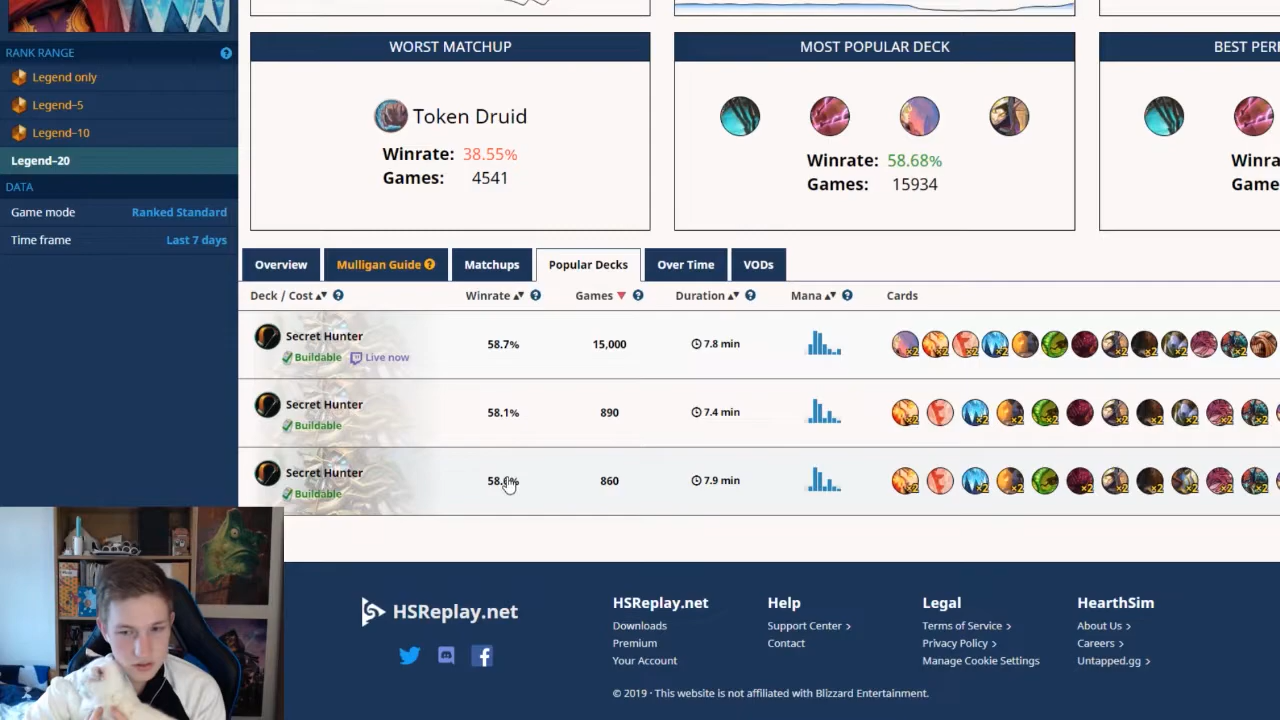 RANK RANGE
Legend only
Legend–5
Legend–10
Legend–20
DATA
Game mode Ranked Standard
Time frame Last 7 days
WORST MATCHUP
Token Druid
Winrate: 38.55%
Games: 4541
MOST POPULAR DECK
Winrate: 58.68%
Games: 15934
BEST PER
Winra
Game
Overview Mulligan Guide Matchups Popular Decks Over Time VODs
Deck / Cost Winrate Games Duration Mana Cards
Secret Hunter
Buildable Live now
58.7% 15,000 7.8 min
x2 x2 x2 x2
Secret Hunter
Buildable
58.1% 890 7.4 min
Secret Hunter
Buildable
860 7.9 min
HSReplay.net
HSReplay.net
Downloads
Premium
Your Account
Help
Support Center >
Contact
Legal
Terms of Service >
Privacy Policy >
Manage Cookie Settings
HearthSim
About Us >
Careers >
Untapped.gg >
© 2019 · This website is not affiliated with Blizzard Entertainment.